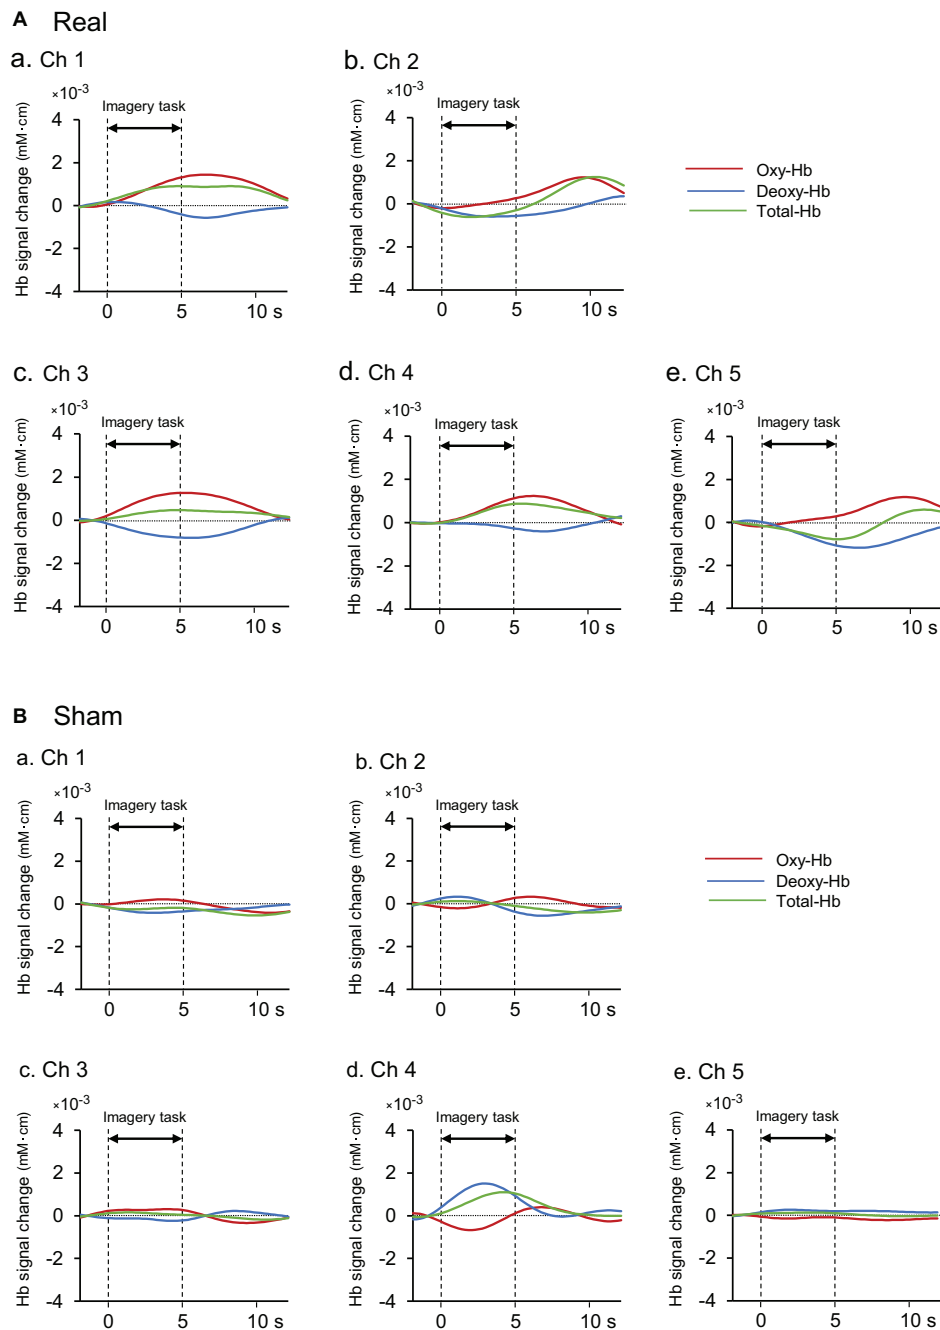 A Real
a. Ch 1
×10-3
Imagery task
Hb signal change (mM·cm)
4
2
0
-2
-4
0 5 10 s
b. Ch 2
×10-3
Imagery task
Hb signal change (mM·cm)
4
2
0
-2
-4
0 5 10 s
Oxy-Hb
Deoxy-Hb
Total-Hb
c. Ch 3
×10-3
Imagery task
Hb signal change (mM·cm)
4
2
0
-2
-4
0 5 10 s
d. Ch 4
×10-3
Imagery task
Hb signal change (mM·cm)
4
2
0
-2
-4
0 5 10 s
e. Ch 5
×10-3
Imagery task
Hb signal change (mM·cm)
4
2
0
-2
-4
0 5 10 s
B Sham
a. Ch 1
×10-3
Imagery task
Hb signal change (mM·cm)
4
2
0
-2
-4
0 5 10 s
b. Ch 2
×10-3
Imagery task
Hb signal change (mM·cm)
4
2
0
-2
-4
0 5 10 s
Oxy-Hb
Deoxy-Hb
Total-Hb
c. Ch 3
×10-3
Imagery task
Hb signal change (mM·cm)
4
2
0
-2
-4
0 5 10 s
d. Ch 4
×10-3
Imagery task
Hb signal change (mM·cm)
4
2
0
-2
-4
0 5 10 s
e. Ch 5
×10-3
Imagery task
Hb signal change (mM·cm)
4
2
0
-2
-4
0 5 10 s